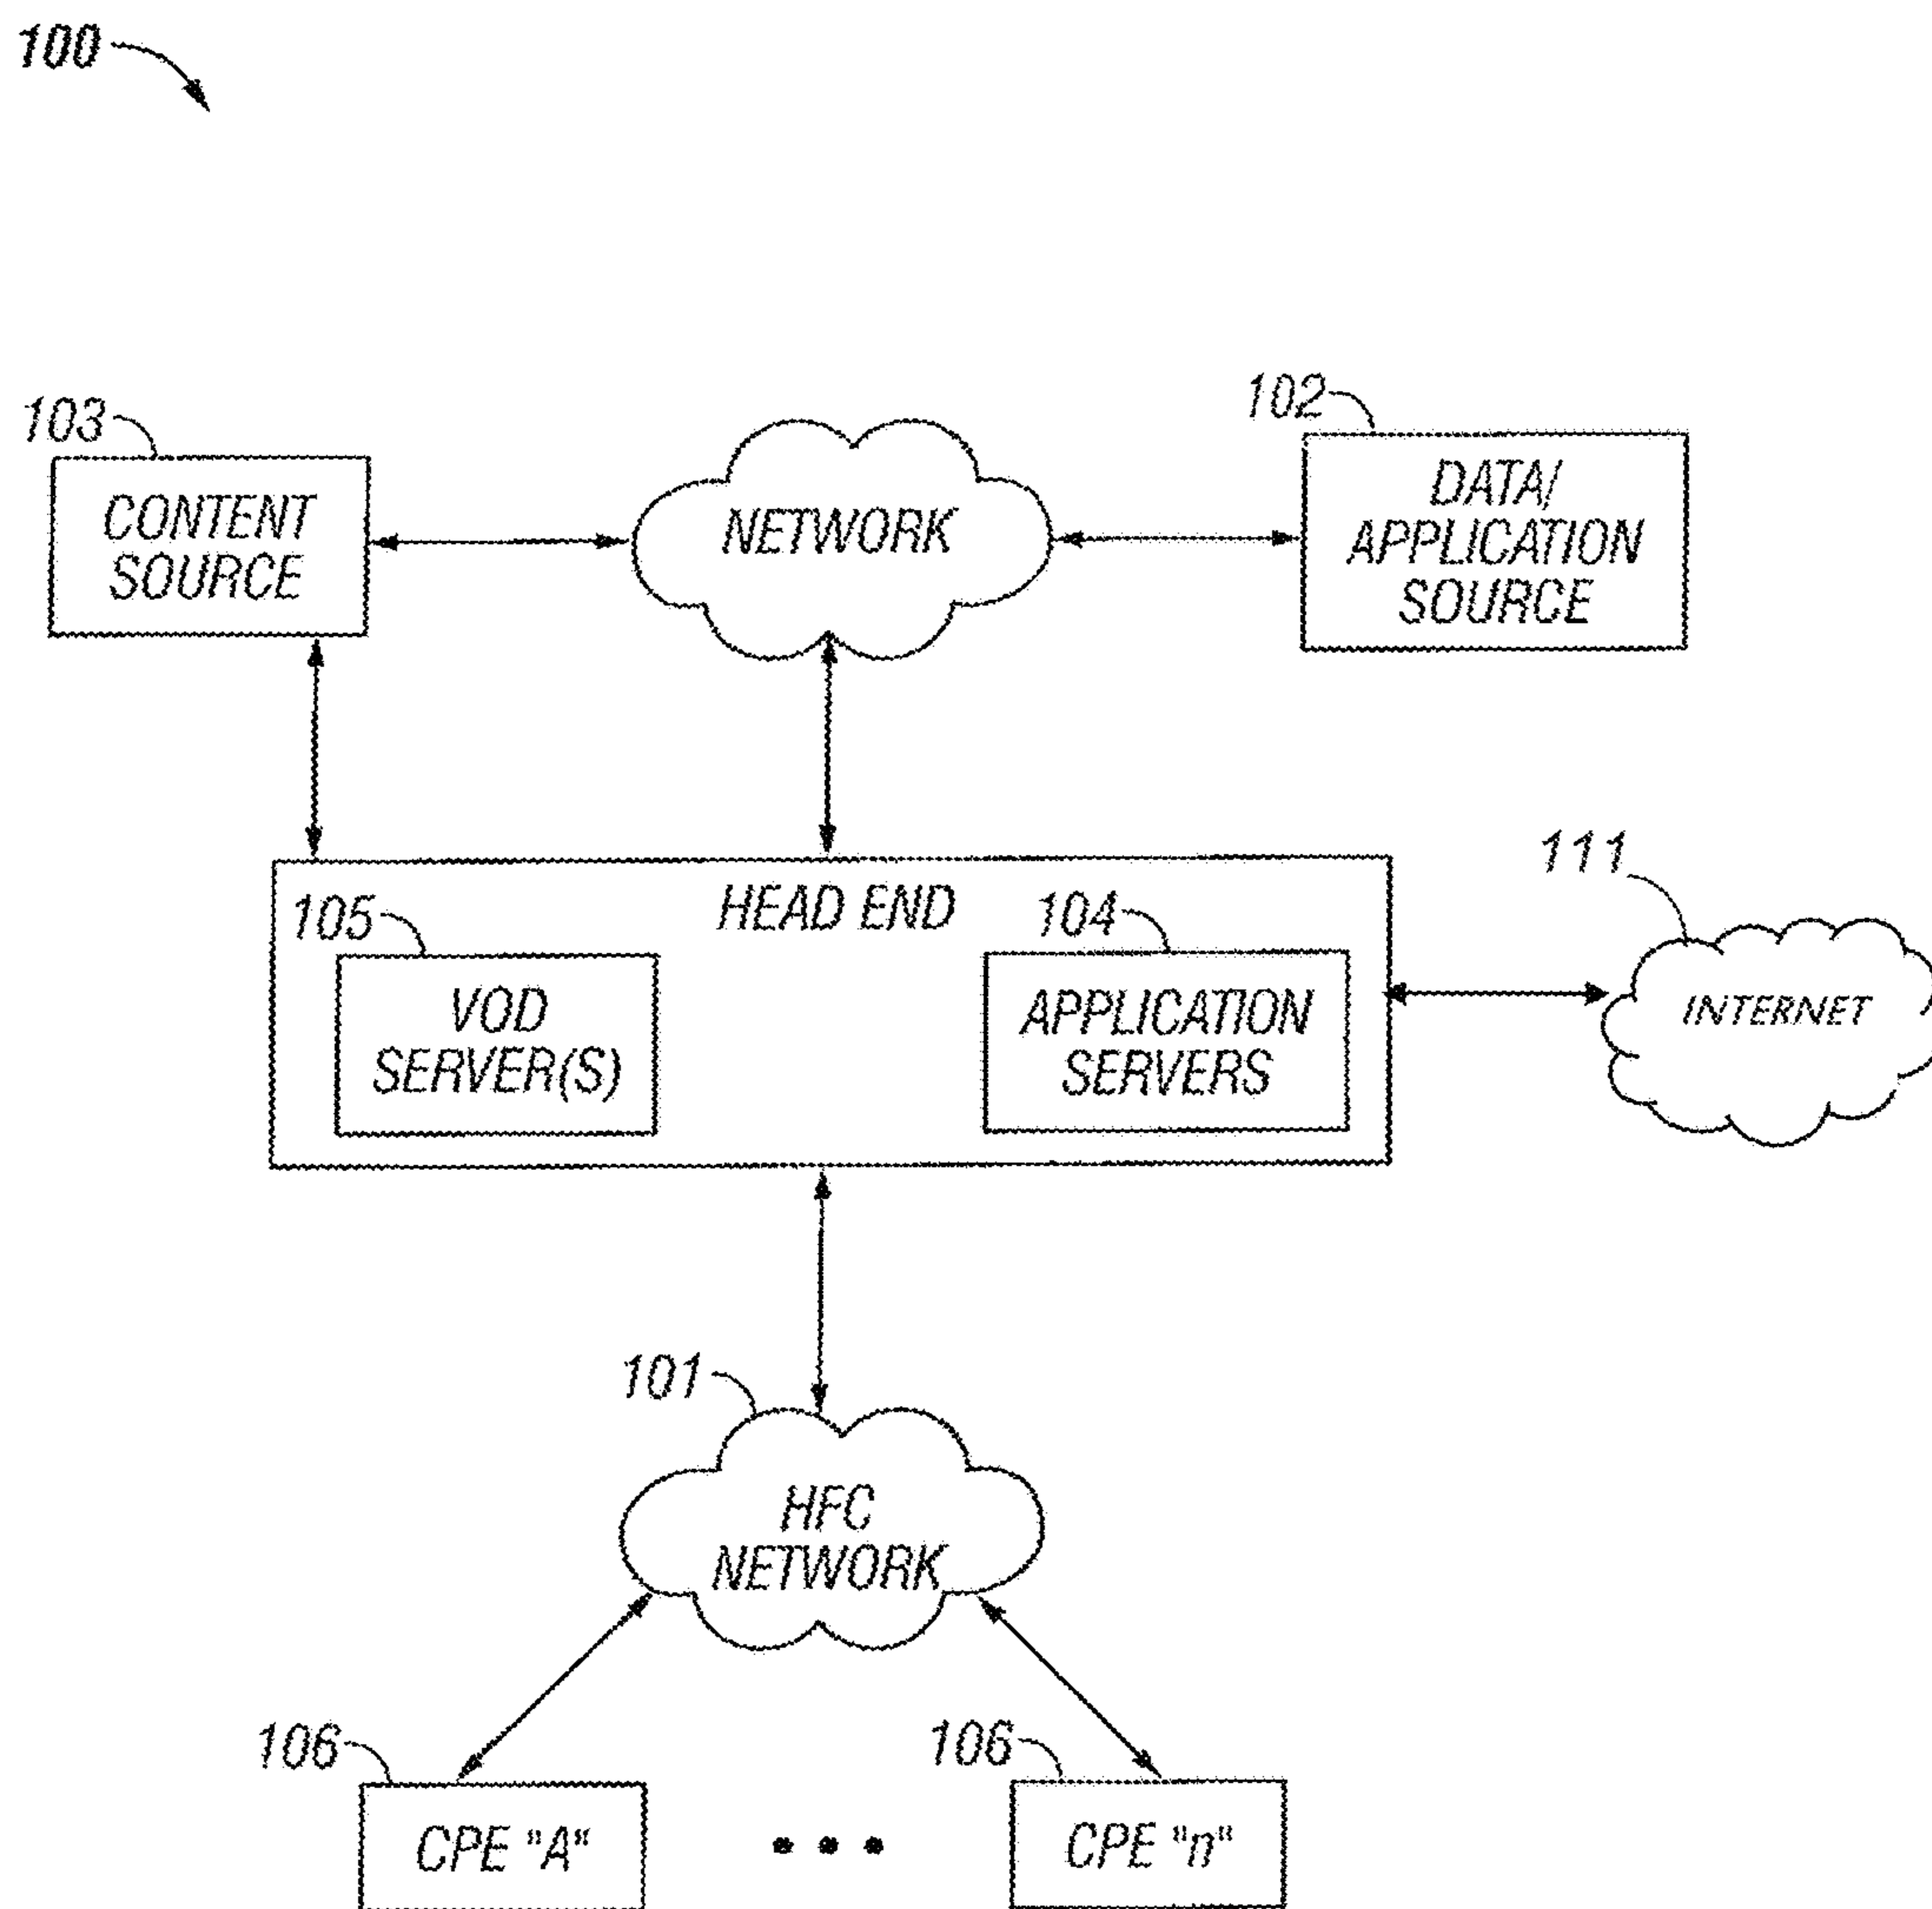 100
103
CONTENT
SOURCE
NETWORK
102
DATA/
APPLICATION
SOURCE
HEAD END
105
VOD
SERVER(S)
104
APPLICATION
SERVERS
111
INTERNET
101
HFC
NETWORK
106
CPE "A"
• • •
106
CPE "n"